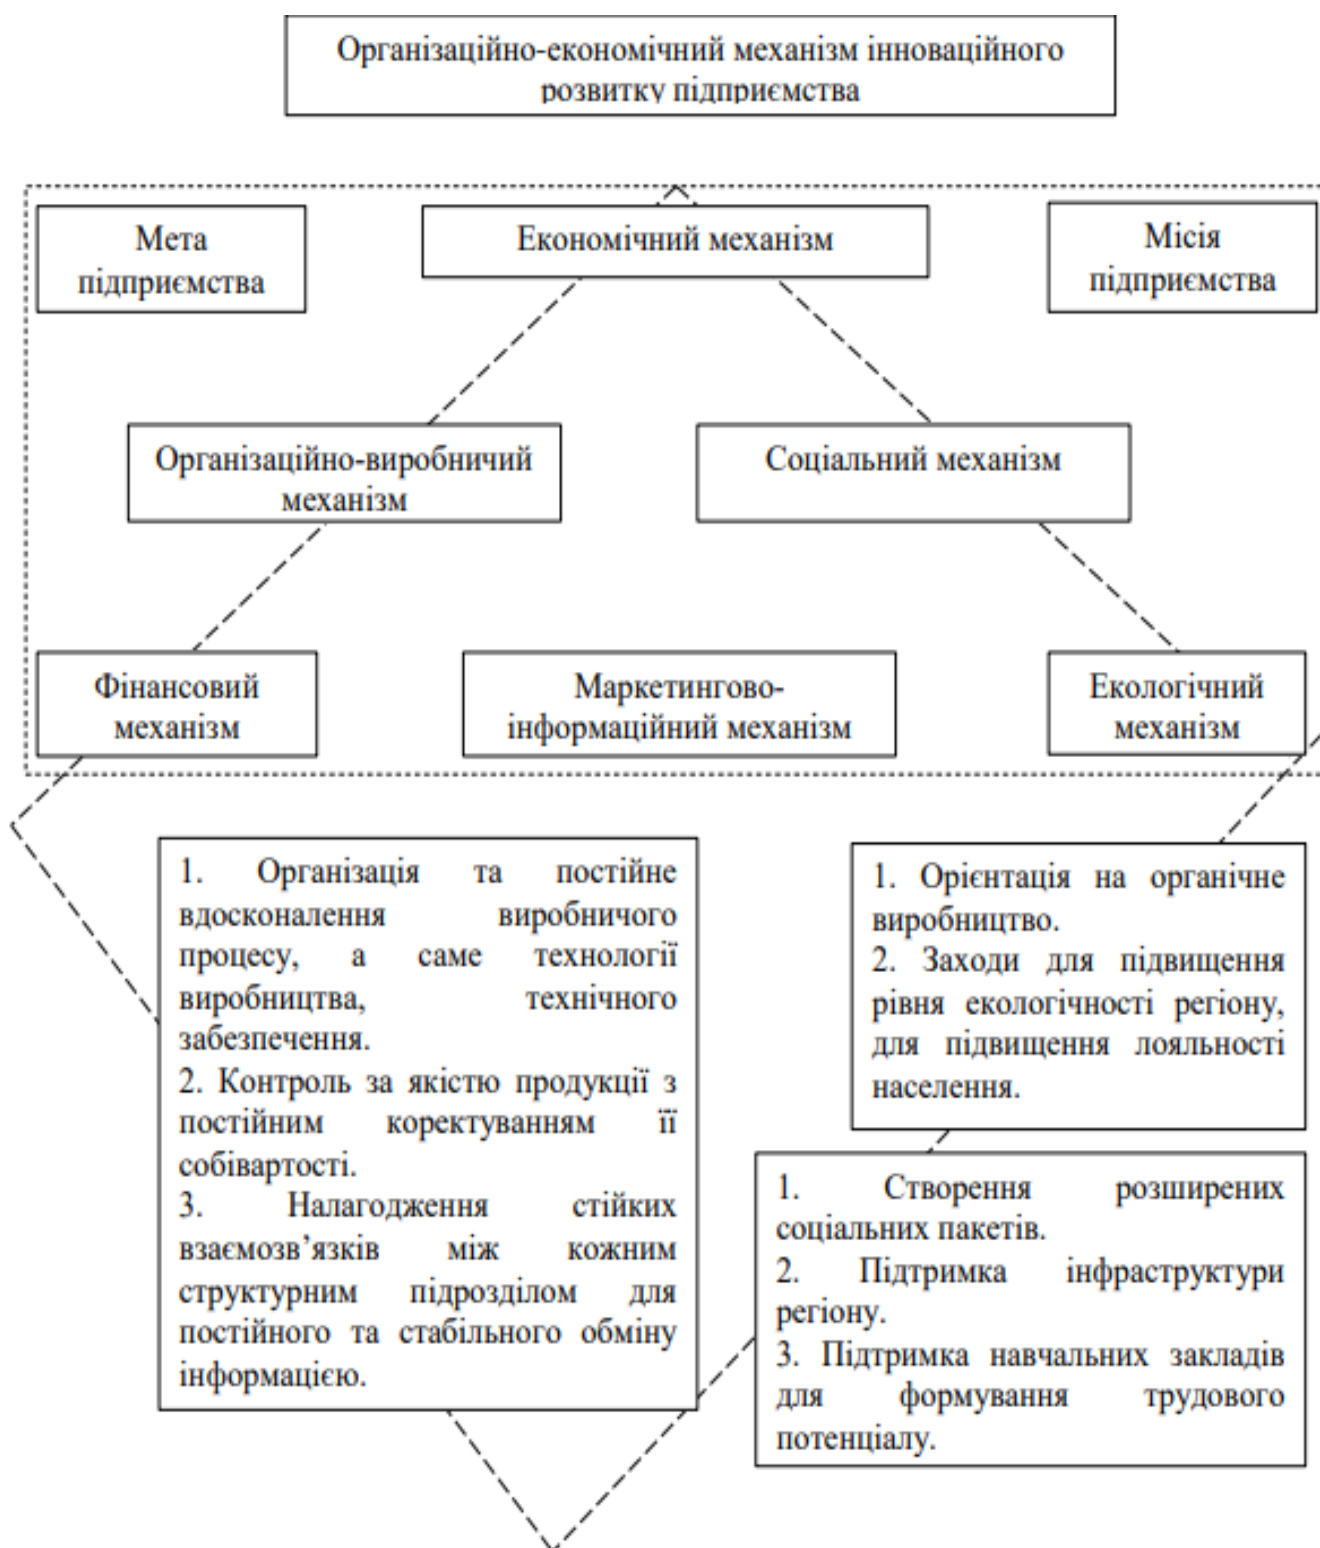 Організаційно-економічний механізм інноваційного
розвитку підприємства
Мета
підприємства
Економічний механізм
Місія
підприємства
Організаційно-виробничий
механізм
Соціальний механізм
Фінансовий
механізм
Маркетингово-
інформаційний механізм
Екологічний
механізм
1. Організація та постійне
вдосконалення виробничого
процесу, а саме технології
виробництва, технічного
забезпечення.
2. Контроль за якістю продукції з
постійним коректуванням її
собівартості.
3. Налагодження стійких
взаємозв’язків між кожним
структурним підрозділом для
постійного та стабільного обміну
інформацією.
1. Орієнтація на органічне
виробництво.
2. Заходи для підвищення
рівня екологічності регіону,
для підвищення лояльності
населення.
1. Створення розширених
соціальних пакетів.
2. Підтримка інфраструктури
регіону.
3. Підтримка навчальних закладів
для формування трудового
потенціалу.